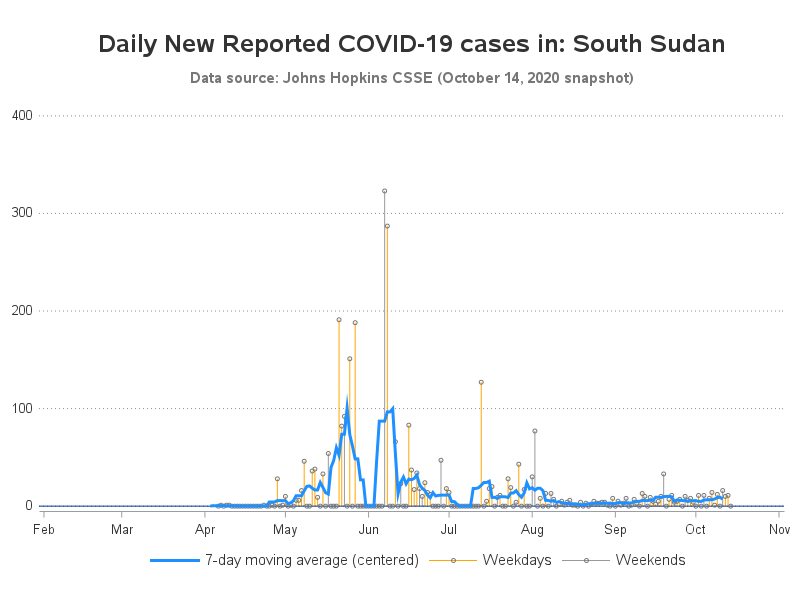 Daily New Reported COVID-19 cases in: South Sudan
Data source: Johns Hopkins CSSE (October 14, 2020 snapshot)
400
300
200
100
0
Feb Mar Apr May Jun Jul Aug Sep Oct Nov
7-day moving average (centered) Weekdays Weekends